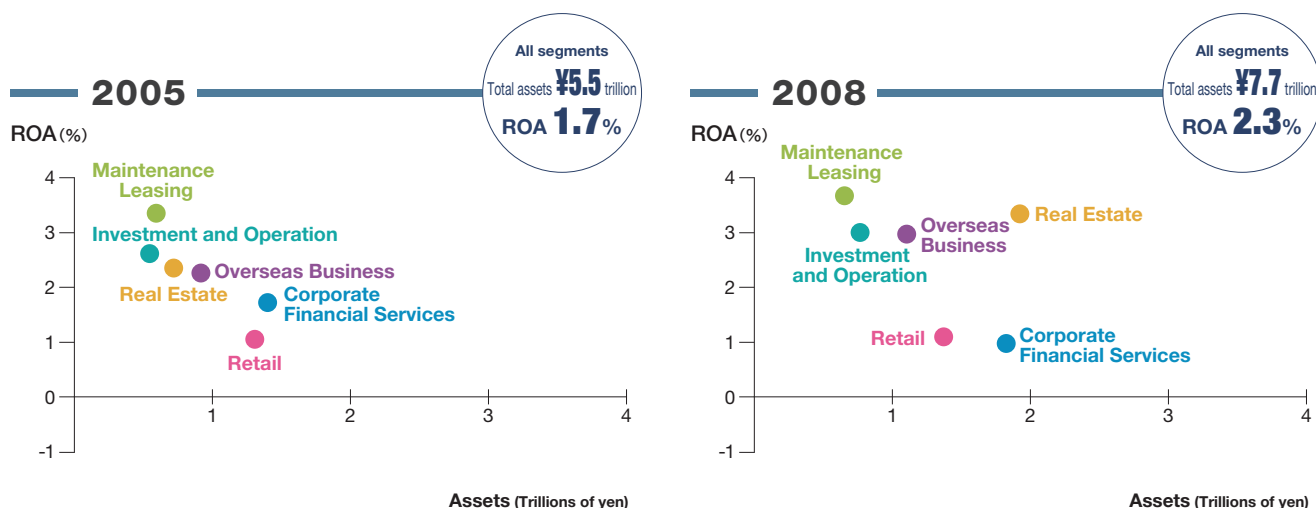 2005
All segments
Total assets ¥5.5 trillion
ROA 1.7%
ROA (%)
4
3
2
1
0
-1
Maintenance
Leasing
Investment and Operation
Real Estate
Overseas Business
Corporate
Financial Services
Retail
1
2
3
4
Assets (Trillions of yen)
2008
All segments
Total assets ¥7.7 trillion
ROA 2.3%
ROA (%)
4
3
2
1
0
-1
Maintenance
Leasing
Real Estate
Overseas
Business
Investment
and Operation
Retail
Corporate
Financial Services
1
2
3
4
Assets (Trillions of yen)